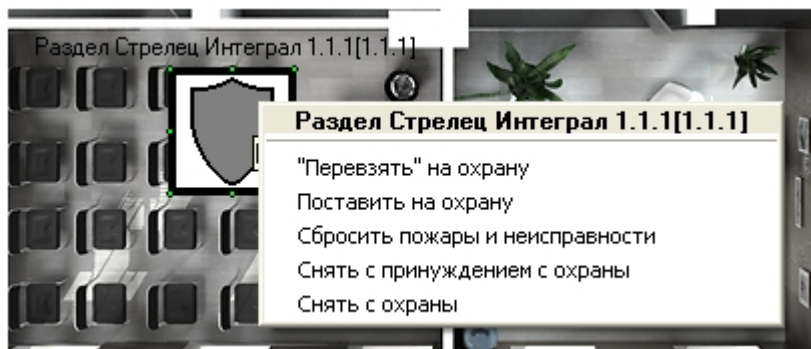 Раздел Стрелец Интеграл 1.1.1[1.1.1]
Раздел Стрелец Интеграл 1.1.1[1.1.1]
"Перевзять" на охрану
Поставить на охрану
Сбросить пожары и неисправности
Снять с принуждением с охраны
Снять с охраны